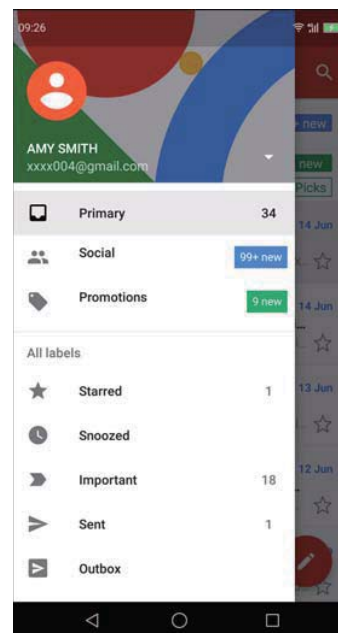 09:26
AMY SMITH
xxxx004@gmail.com
new
Primary 34
new
Picks
14 Jun
Social 99+ new
Promotions 9 new
14 Jun
All labels
13 Jun
Starred 1
Snoozed
12 Jun
Important 18
Sent 1
Outbox